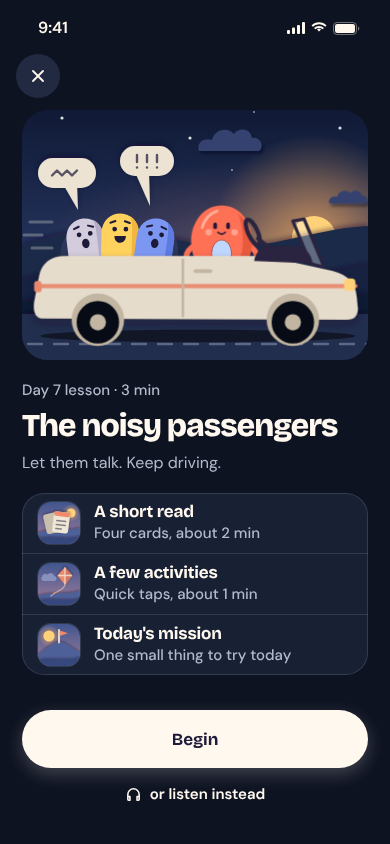 9:41
!!!
Day 7 lesson · 3 min
The noisy passengers
Let them talk. Keep driving.
A short read
Four cards, about 2 min
A few activities
Quick taps, about 1 min
Today's mission
One small thing to try today
Begin
or listen instead